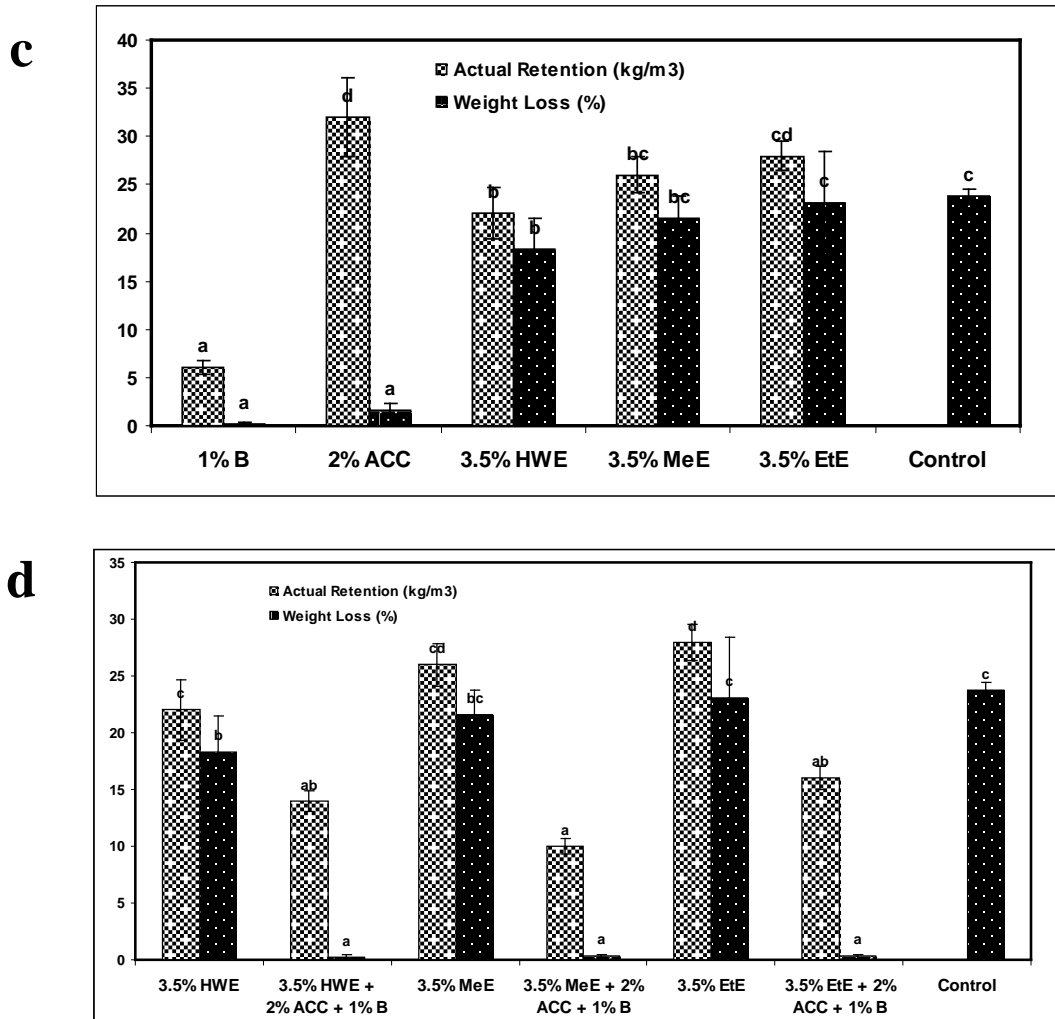 c
40
35
30
25
20
15
10
5
0
Actual Retention (kg/m3)
Weight Loss (%)
a
a
d
a
b
b
bc
bc
cd
c
c
1% B
2% ACC
3.5% HWE
3.5% MeE
3.5% EtE
Control
d
35
30
25
20
15
10
5
0
Actual Retention (kg/m3)
Weight Loss (%)
c
b
ab
a
cd
bc
a
a
d
c
ab
a
c
3.5% HWE
3.5% HWE +
2% ACC + 1% B
3.5% MeE
3.5% MeE + 2%
ACC + 1% B
3.5% EtE
3.5% EtE + 2%
ACC + 1% B
Control